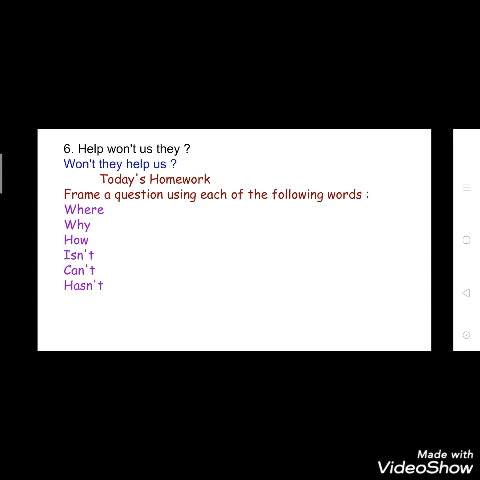 6. Help won't us they ?
Won't they help us ?
Today's Homework
Frame a question using each of the following words :
Where
Why
How
Isn't
Can't
Hasn't
Made with
VideoShow